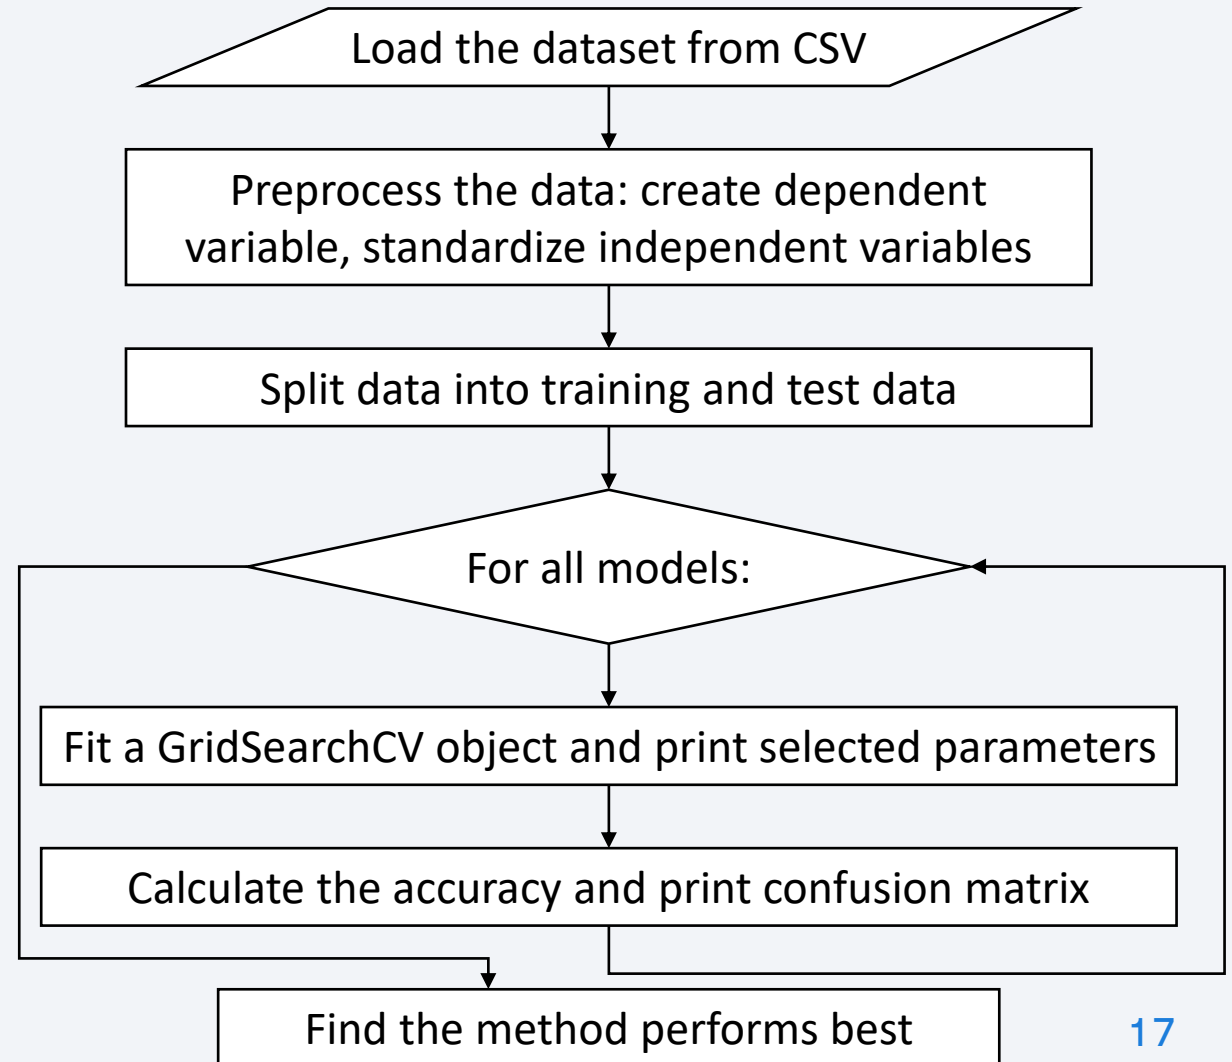 Load the dataset from CSV
Preprocess the data: create dependent
variable, standardize independent variables
Split data into training and test data
For all models:
Fit a GridSearchCV object and print selected parameters
Calculate the accuracy and print confusion matrix
Find the method performs best
17